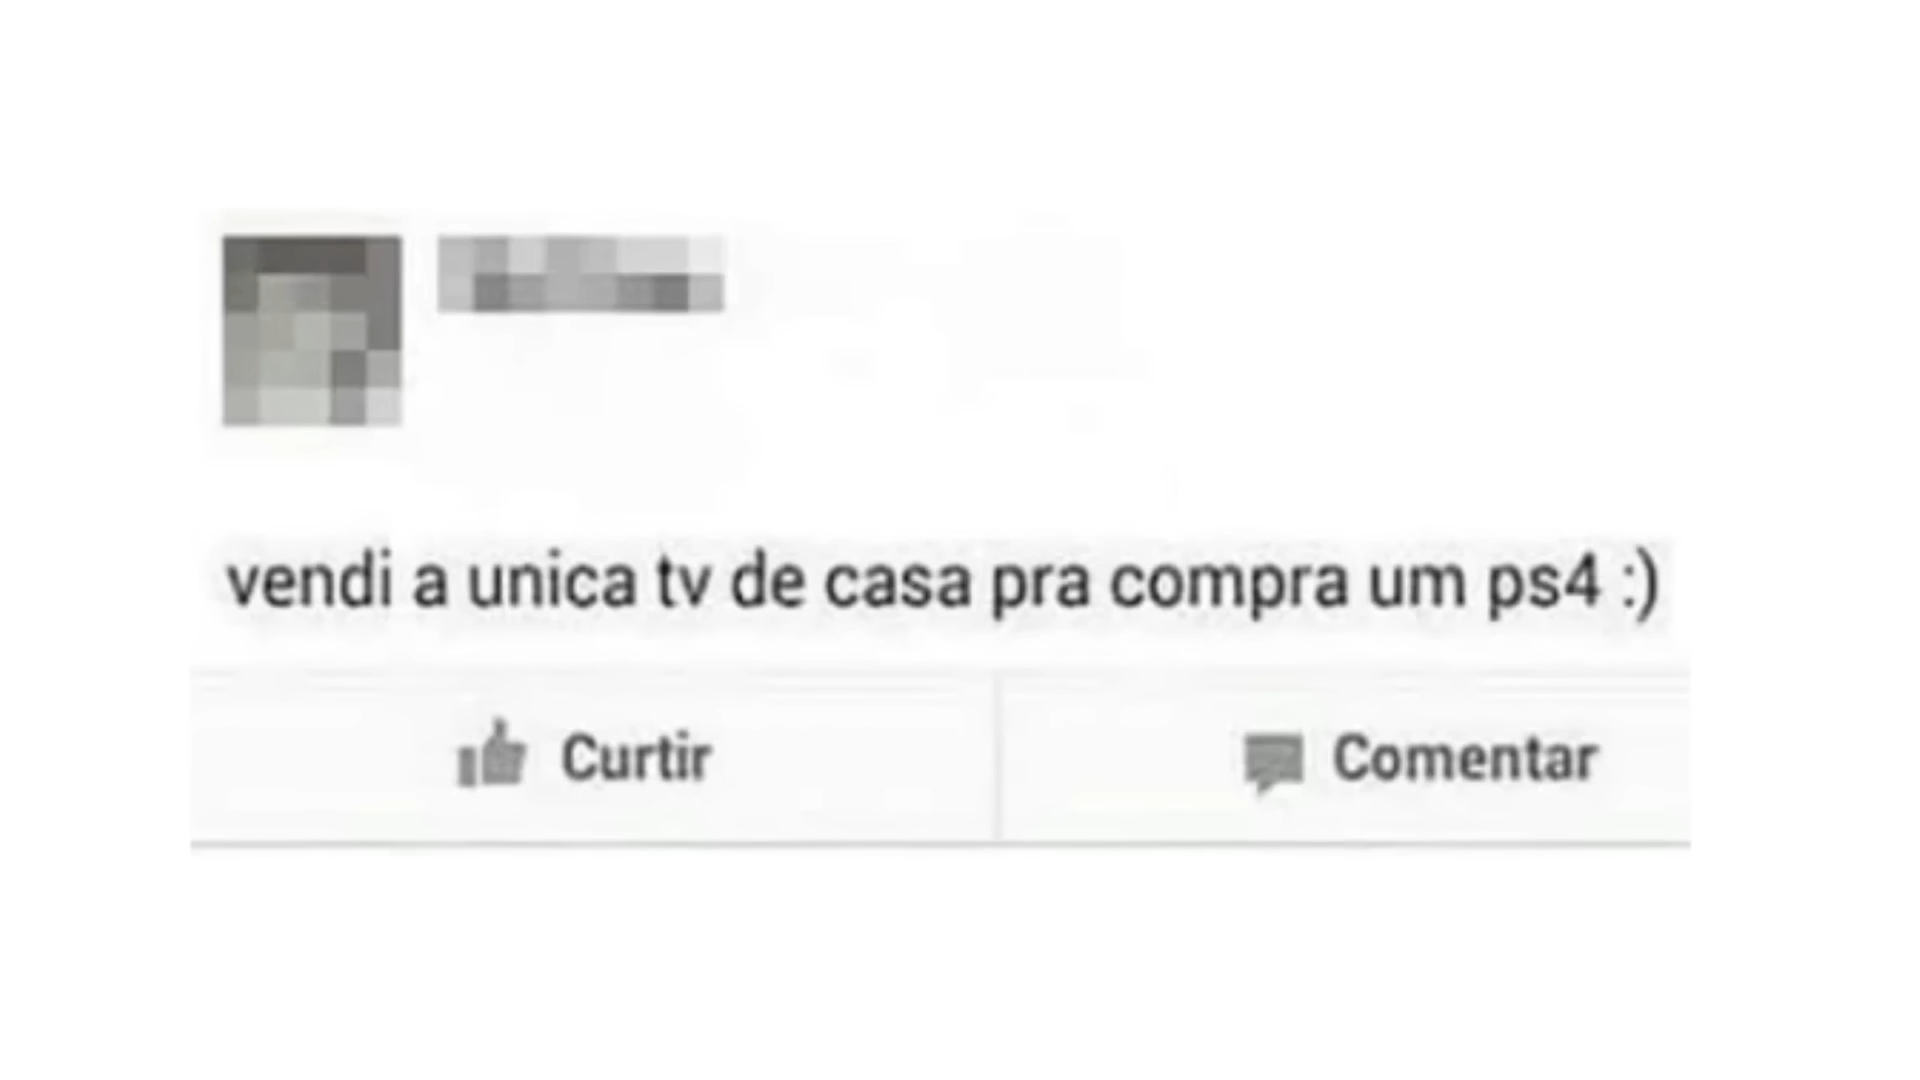 vendi a unica tv de casa pra compra um ps4 :)
Curtir
Comentar